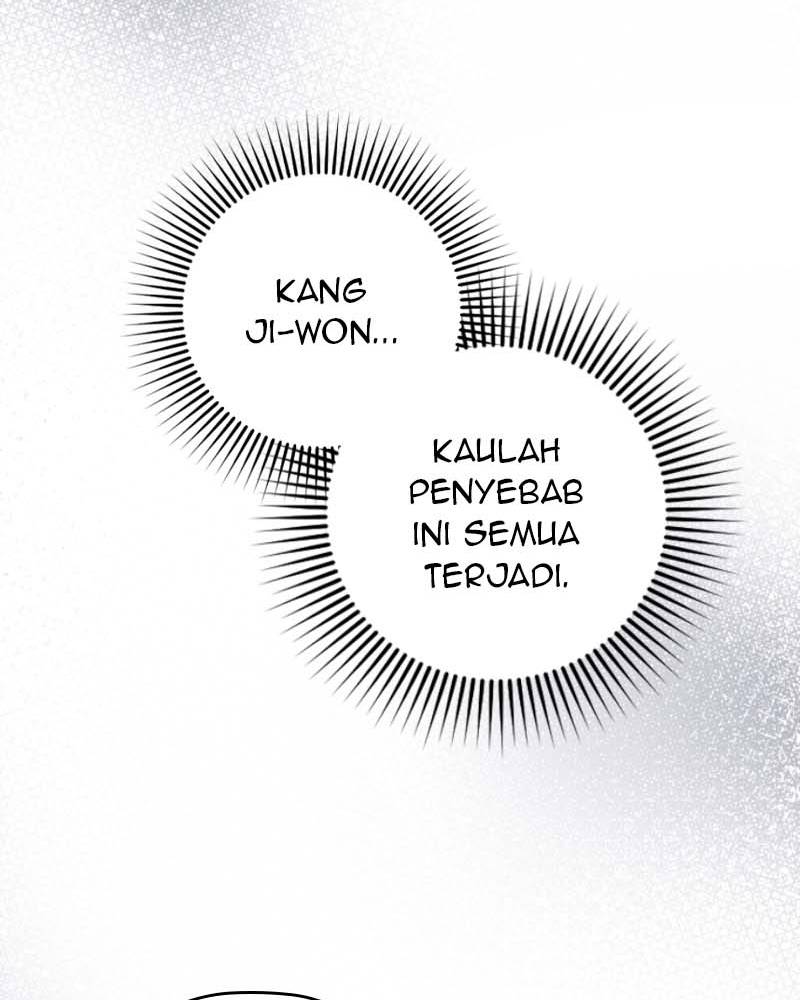 KANG
JI-WON...
KAULAH
PENYEBAB
INI SEMUA
TERJADI.